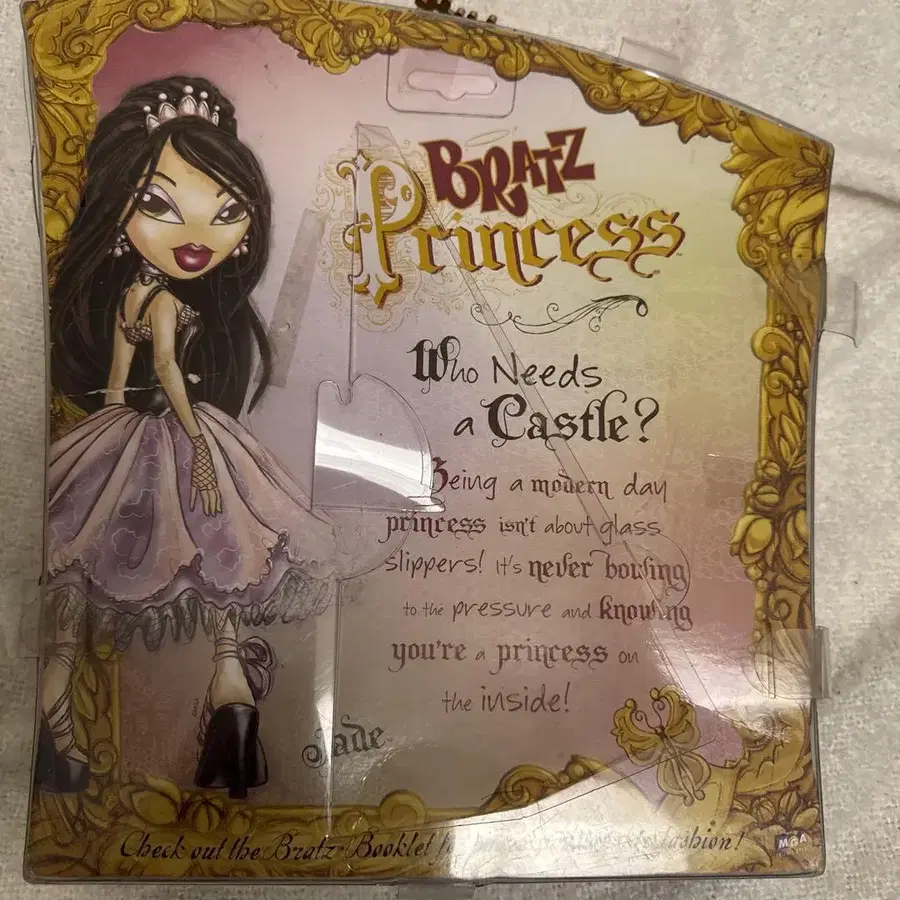 BRATZ
Princess
Who Needs
a Castle?
Being a modern day
princess isn't about glass
slippers! It's never bowing
to the pressure and knowing
you're a princess on
the inside!
Jade
Check out the Bratz Booklet fashion!
MGA